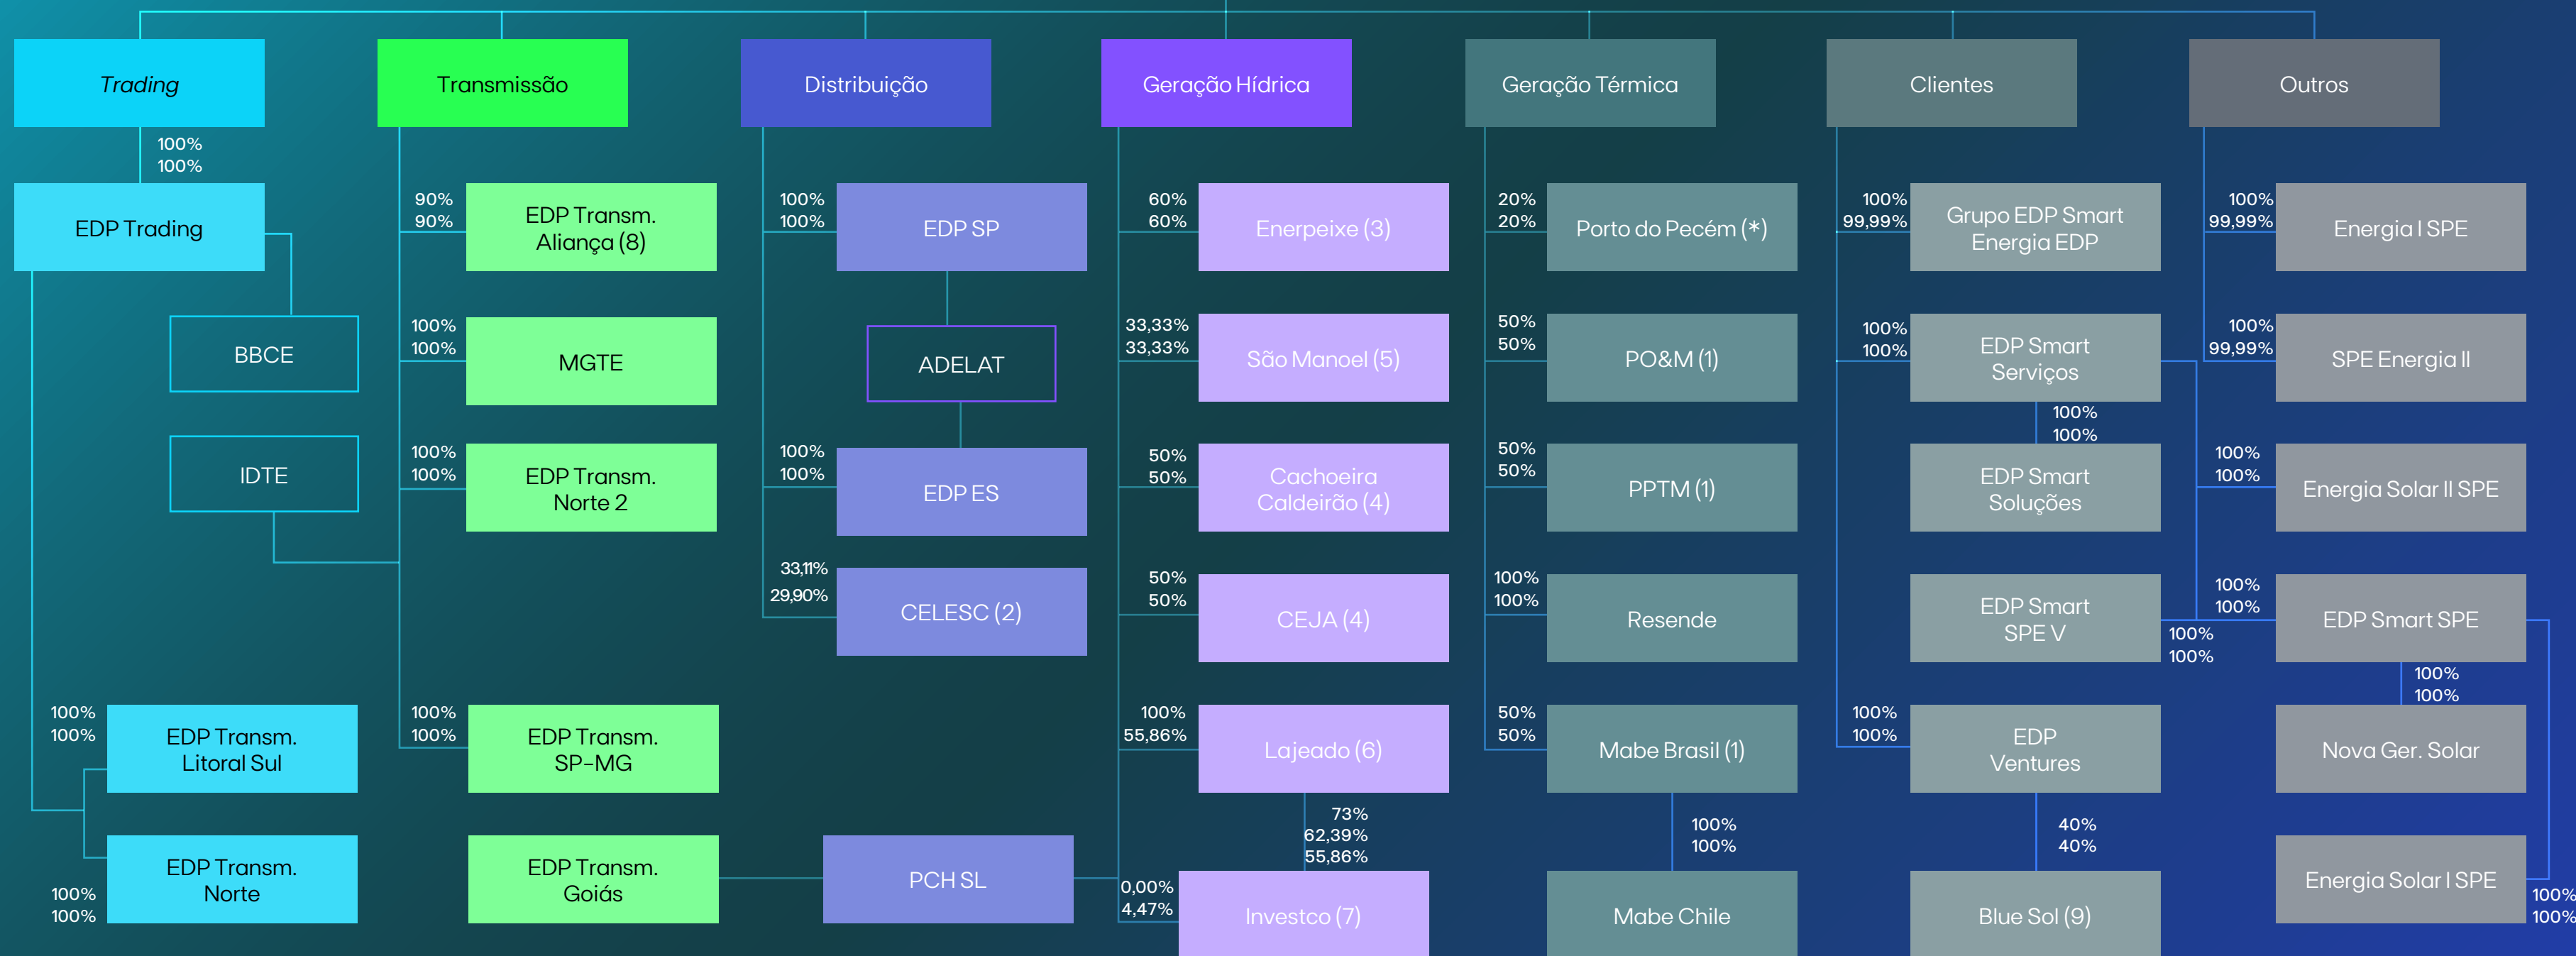 Trading
Transmissão
Distribuição
Geração Hídrica
Geração Térmica
Clientes
Outros
100%
100%
EDP Trading
BBCE
IDTE
100%
100%
EDP Transm.
Litoral Sul
100%
100%
EDP Transm.
Norte
90%
90%
EDP Transm.
Aliança (8)
100%
100%
MGTE
100%
100%
EDP Transm.
Norte 2
100%
100%
EDP Transm.
SP-MG
EDP Transm.
Goiás
100%
100%
EDP SP
ADELAT
100%
100%
EDP ES
33,11%
29,90%
CELESC (2)
PCH SL
60%
60%
Enerpeixe (3)
33,33%
33,33%
São Manoel (5)
50%
50%
Cachoeira
Caldeirão (4)
50%
50%
CEJA (4)
100%
55,86%
Lajeado (6)
73%
62,39%
55,86%
0,00%
4,47%
Investco (7)
20%
20%
Porto do Pecém (*)
50%
50%
PO&M (1)
50%
50%
PPTM (1)
100%
100%
Resende
50%
50%
Mabe Brasil (1)
100%
100%
Mabe Chile
100%
99,99%
Grupo EDP Smart
Energia EDP
100%
100%
EDP Smart
Serviços
100%
100%
EDP Smart
Soluções
EDP Smart
SPE V
100%
100%
100%
100%
EDP
Ventures
40%
40%
Blue Sol (9)
100%
99,99%
Energia I SPE
100%
99,99%
SPE Energia II
100%
100%
Energia Solar II SPE
100%
100%
EDP Smart SPE
100%
100%
Nova Ger. Solar
Energia Solar I SPE
100%
100%